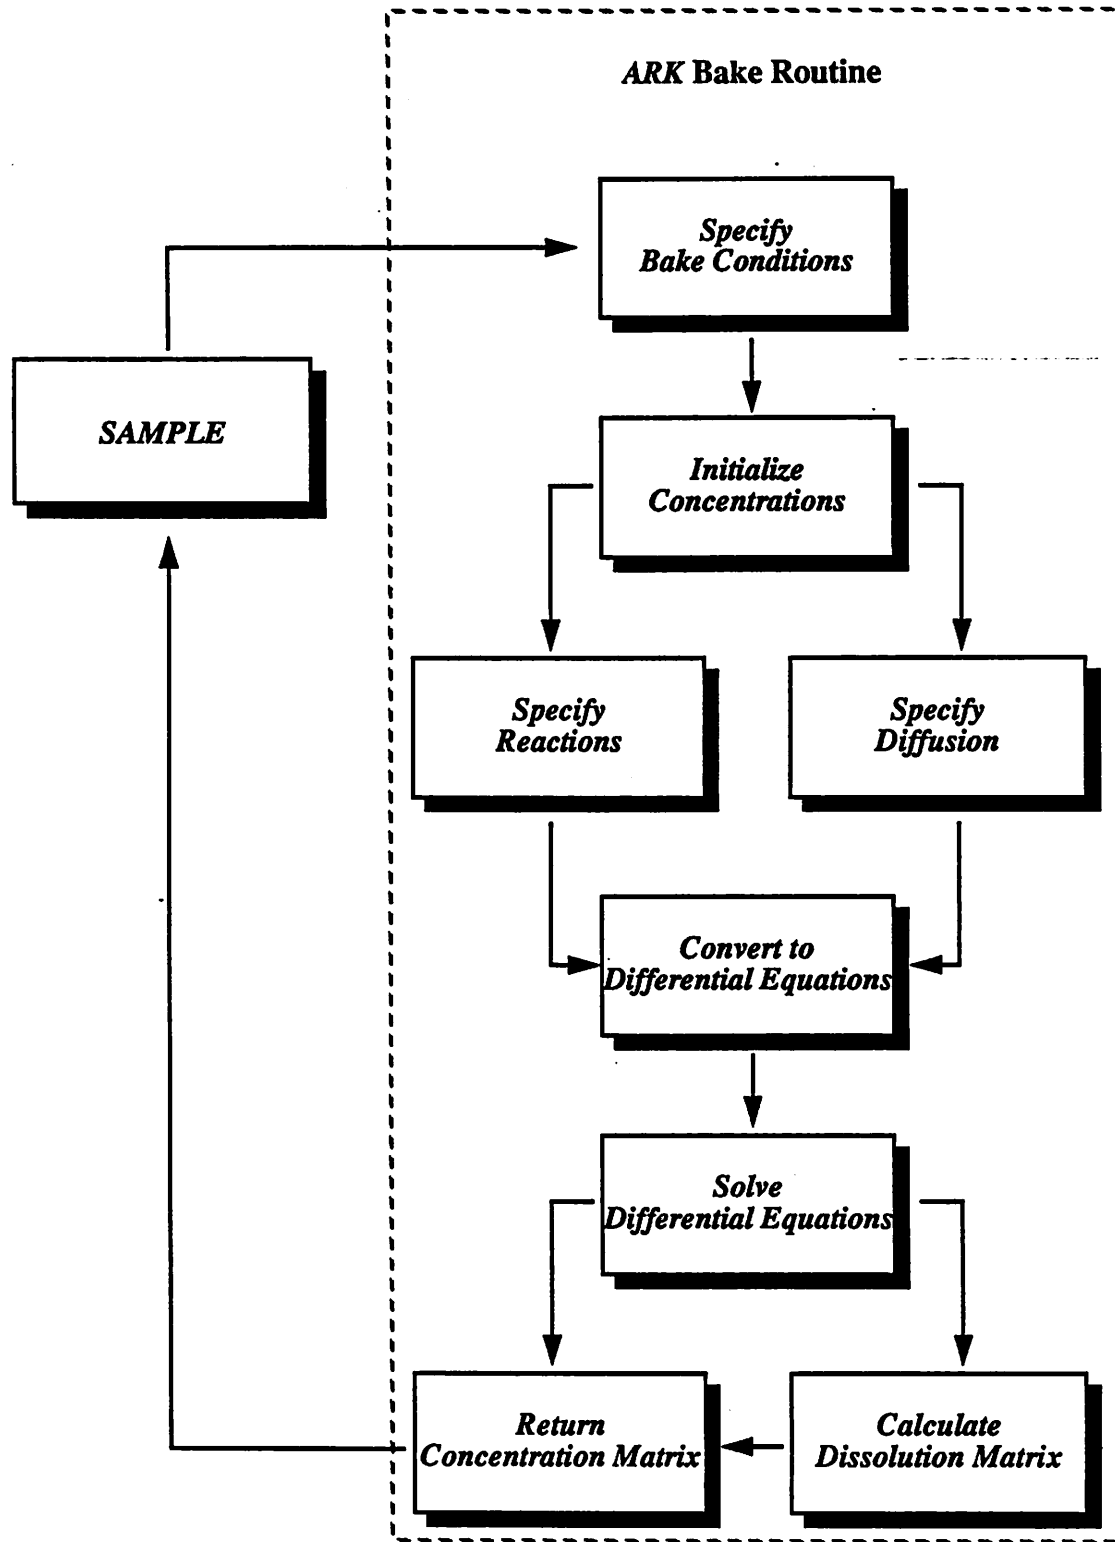 ARK Bake Routine
Specify
Bake Conditions
SAMPLE
Initialize
Concentrations
Specify
Reactions
Specify
Diffusion
Convert to
Differential Equations
Solve
Differential Equations
Return
Concentration Matrix
Calculate
Dissolution Matrix